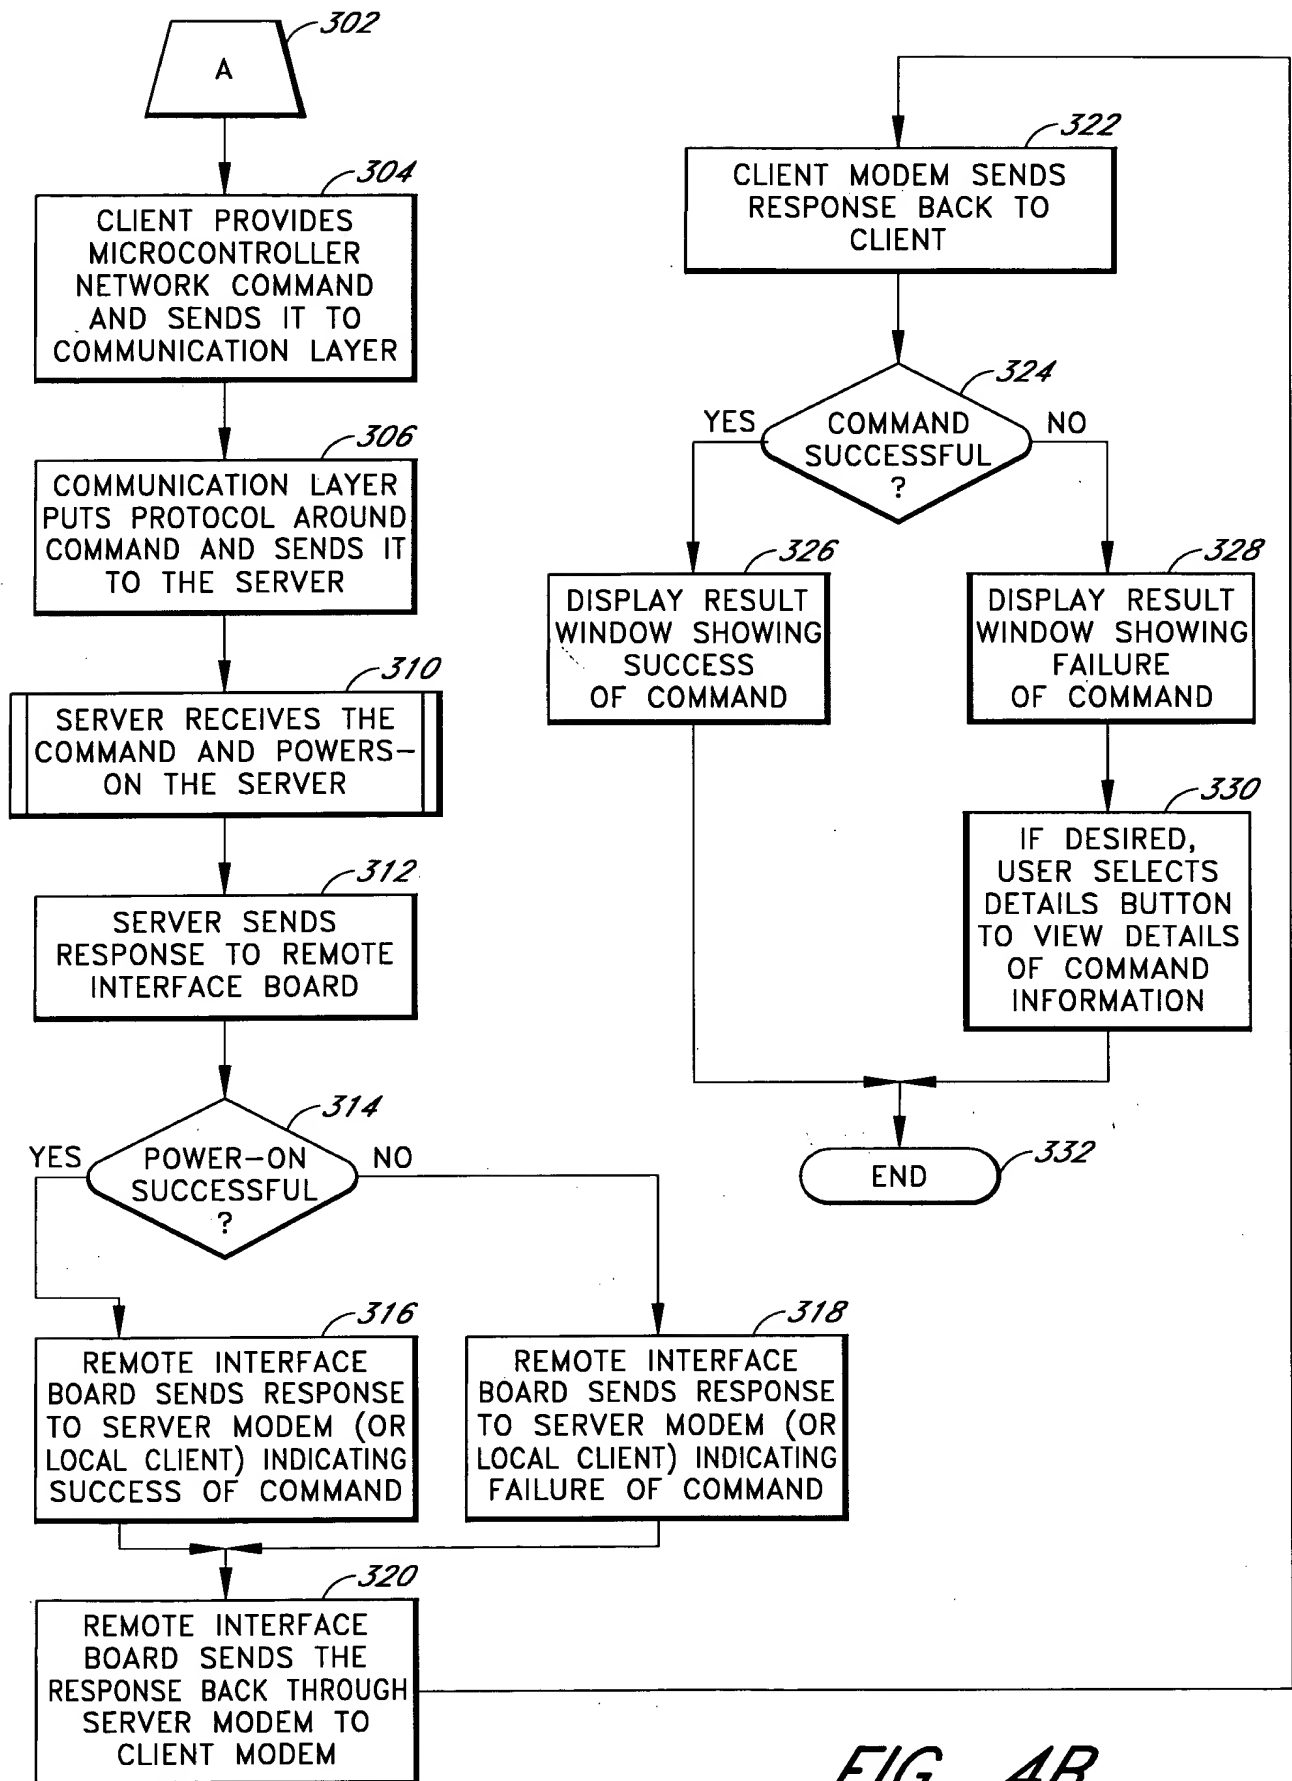 302
A
304
CLIENT PROVIDES
MICROCONTROLLER
NETWORK COMMAND
AND SENDS IT TO
COMMUNICATION LAYER
306
COMMUNICATION LAYER
PUTS PROTOCOL AROUND
COMMAND AND SENDS IT
TO THE SERVER
310
SERVER RECEIVES THE
COMMAND AND POWERS-
ON THE SERVER
312
SERVER SENDS
RESPONSE TO REMOTE
INTERFACE BOARD
314
YES
POWER-ON
SUCCESSFUL
?
NO
316
REMOTE INTERFACE
BOARD SENDS RESPONSE
TO SERVER MODEM (OR
LOCAL CLIENT) INDICATING
SUCCESS OF COMMAND
318
REMOTE INTERFACE
BOARD SENDS RESPONSE
TO SERVER MODEM (OR
LOCAL CLIENT) INDICATING
FAILURE OF COMMAND
320
REMOTE INTERFACE
BOARD SENDS THE
RESPONSE BACK THROUGH
SERVER MODEM TO
CLIENT MODEM
322
CLIENT MODEM SENDS
RESPONSE BACK TO
CLIENT
324
YES
COMMAND
SUCCESSFUL
?
NO
326
DISPLAY RESULT
WINDOW SHOWING
SUCCESS
OF COMMAND
328
DISPLAY RESULT
WINDOW SHOWING
FAILURE
OF COMMAND
330
IF DESIRED,
USER SELECTS
DETAILS BUTTON
TO VIEW DETAILS
OF COMMAND
INFORMATION
END
332
FIG. 4B